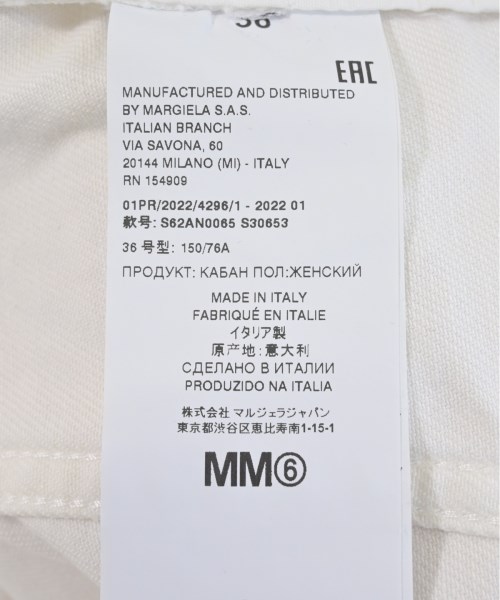 36
EAC
MANUFACTURED AND DISTRIBUTED
BY MARGIELA S.A.S.
ITALIAN BRANCH
VIA SAVONA, 60
20144 MILANO (MI) - ITALY
RN 154909
01PR/2022/4296/1 - 2022 01
款号: S62AN0065 S30653
36 号型: 150/76A
ПРОДУКТ: КАБАН ПОЛ:ЖЕНСКИЙ
MADE IN ITALY
FABRIQUÉ EN ITALIE
イタリア製
原产地: 意大利
СДЕЛАНО В ИТАЛИИ
PRODUZIDO NA ITALIA
株式会社 マルジェラジャパン
東京都渋谷区恵比寿南1-15-1
MM⑥